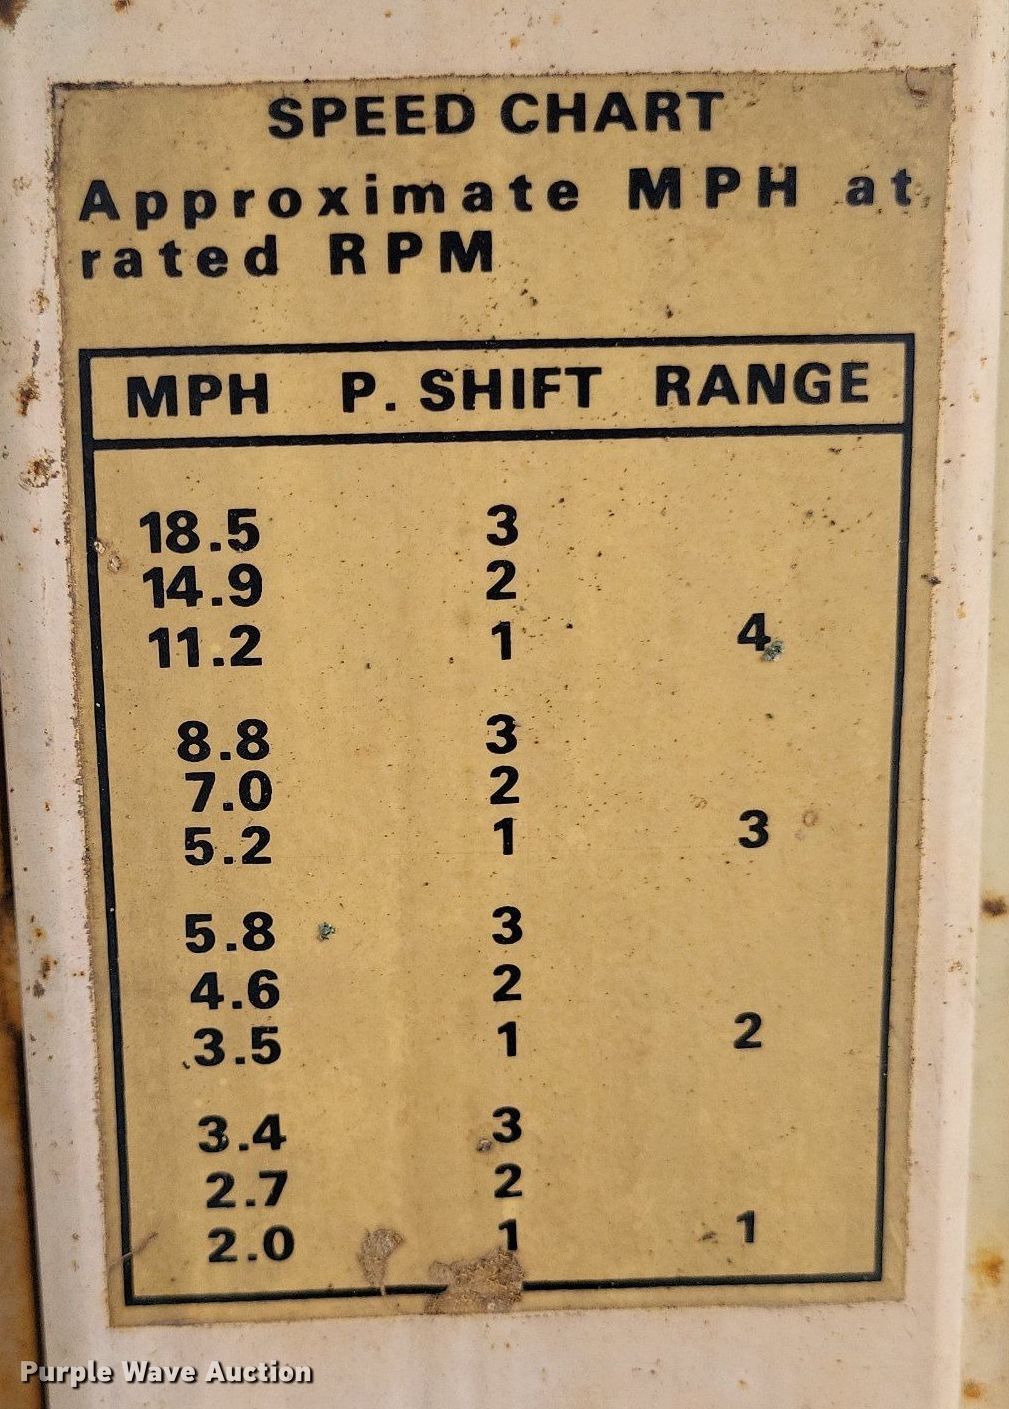 SPEED CHART
Approximate MPH at
rated RPM
MPH P. SHIFT RANGE
18.5 3
14.9 2
11.2 1 4
8.8 3
7.0 2
5.2 1 3
5.8 3
4.6 2
3.5 1 2
3.4 3
2.7 2
2.0 1 1
Purple Wave Auction